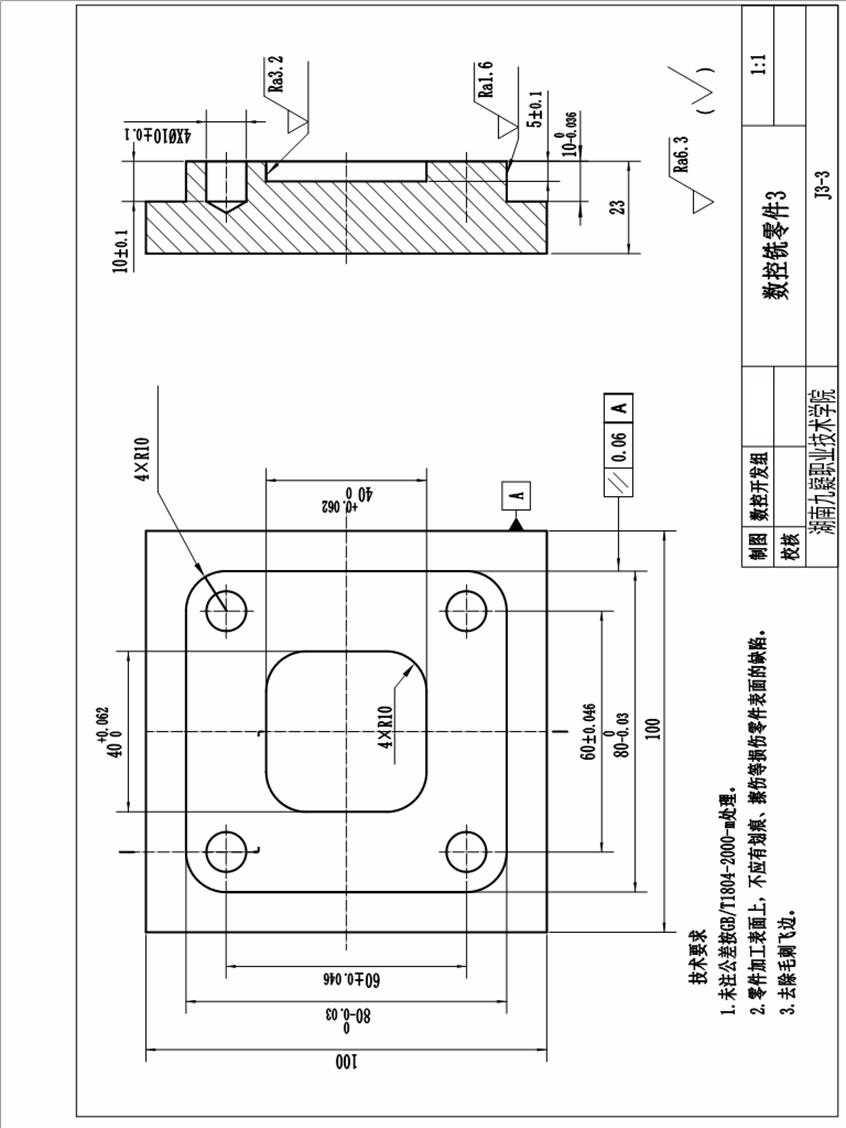 4XØ10±0.1
10±0.1
Ra3.2
Ra1.6
5±0.1
0
10-0.036
23
Ra6.3
( )
4×R10
+0.062
40 0
+0.062
40 0
4×R10
A
0.06 A
60±0.046
0
80-0.03
100
60±0.046
0
80-0.03
100
技术要求
1.未注公差按GB/T1804-2000-m处理。
2.零件加工表面上，不应有划痕、擦伤等损伤零件表面的缺陷。
3.去除毛刺飞边。
制图 数控开发组 数控铣零件3 1:1
校核
湖南九嶷职业技术学院 J3-3